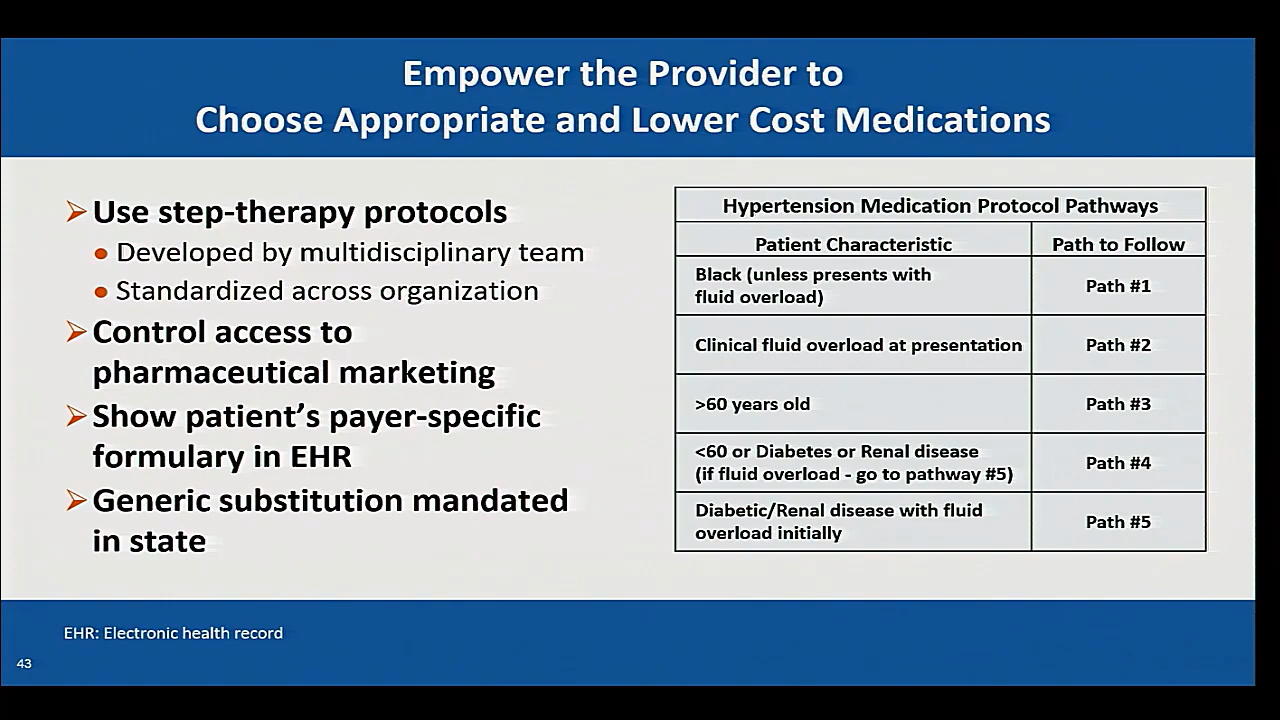 Empower the Provider to
Choose Appropriate and Lower Cost Medications
Use step-therapy protocols
Developed by multidisciplinary team
Standardized across organization
Control access to
pharmaceutical marketing
Show patient’s payer-specific
formulary in EHR
Generic substitution mandated
in state
Hypertension Medication Protocol Pathways
Patient Characteristic Path to Follow
Black (unless presents with
fluid overload)
Path #1
Clinical fluid overload at presentation Path #2
>60 years old Path #3
<60 or Diabetes or Renal disease
(if fluid overload - go to pathway #5)
Path #4
Diabetic/Renal disease with fluid
overload initially
Path #5
EHR: Electronic health record
43